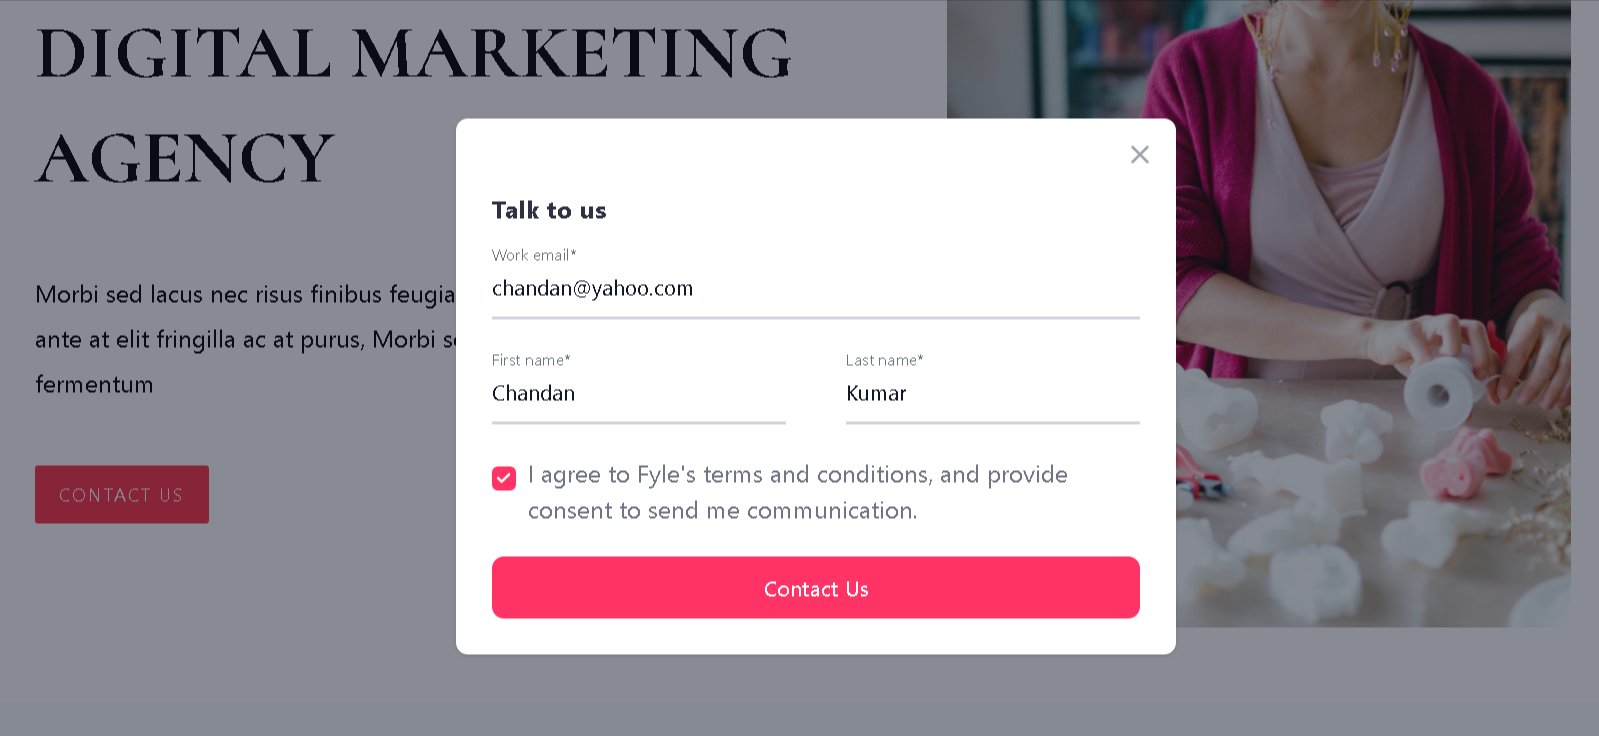 DIGITAL MARKETING
AGENCY
Morbi sed lacus nec risus finibus feugia
ante at elit fringilla ac at purus, Morbi s
fermentum
CONTACT US
Talk to us
Work email*
chandan@yahoo.com
First name*
Last name*
Chandan
Kumar
I agree to Fyle's terms and conditions, and provide
consent to send me communication.
Contact Us